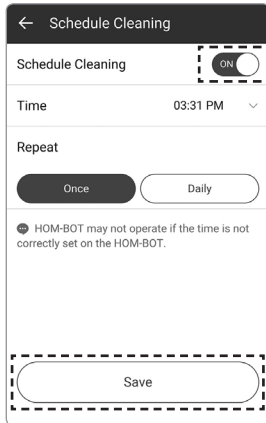 Schedule Cleaning
Schedule Cleaning ON
Time 03:31 PM
Repeat
Once Daily
HOM-BOT may not operate if the time is not
correctly set on the HOM-BOT.
Save